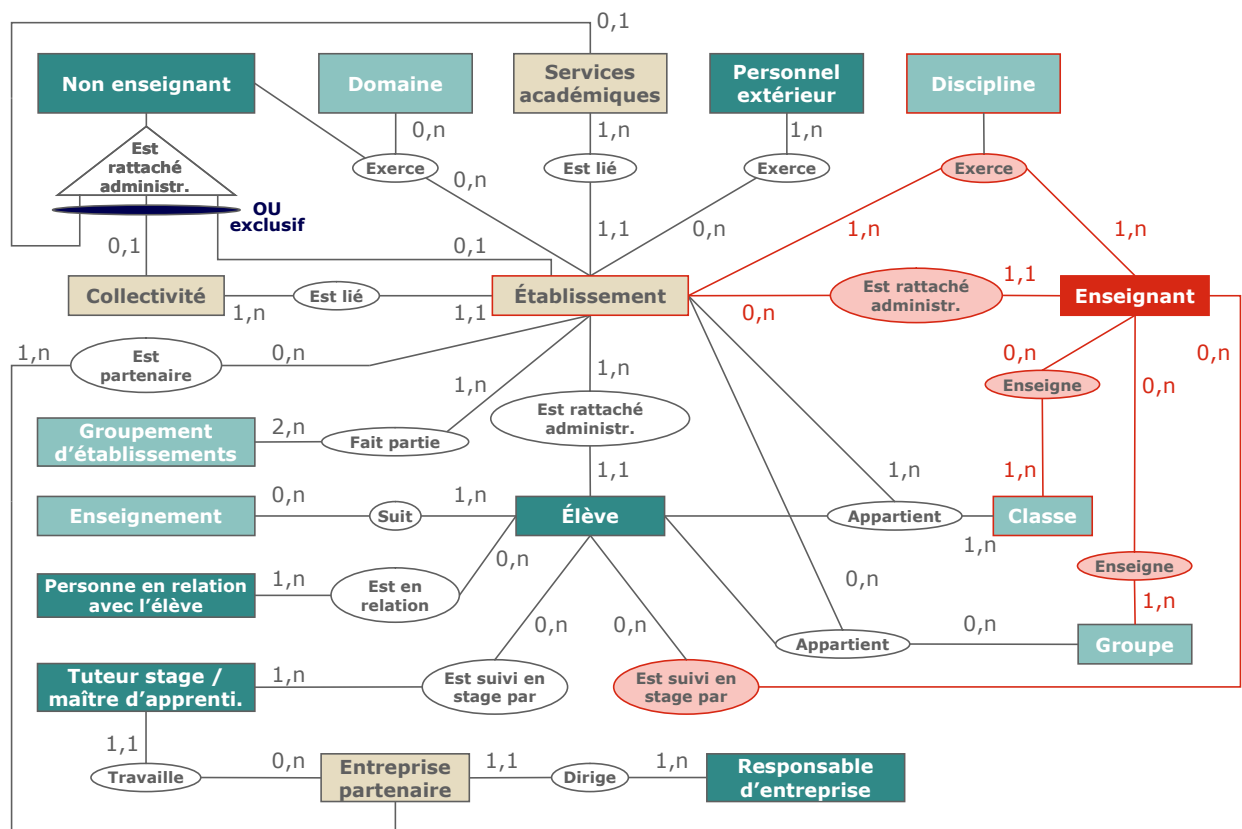 0,1
Non enseignant
Domaine
Services
académiques
Personnel
extérieur
Discipline
0,n
1,n
1,n
Est
rattaché
administr.
Exerce
Est lié
Exerce
Exerce
0,n
OU
exclusif
0,1
0,1
1,1
0,n
1,n
1,n
Collectivité
Est lié
Établissement
Est rattaché
administr.
1,1
Enseignant
1,n
1,1
0,n
1,n
Est
partenaire
0,n
0,n
0,n
1,n
1,n
Enseigne
0,n
Est rattaché
administr.
Groupement
d’établissements
2,n
Fait partie
1,1
1,n
1,n
Enseignement
0,n
Suit
1,n
Élève
Appartient
Classe
1,n
0,n
Personne en relation
avec l’élève
1,n
Est en
relation
0,n
Enseigne
1,n
0,n
0,n
Appartient
0,n
Groupe
Tuteur stage /
maître d’apprenti.
1,n
Est suivi en
stage par
Est suivi en
stage par
1,1
Travaille
0,n
Entreprise
partenaire
1,1
Dirige
1,n
Responsable
d’entreprise